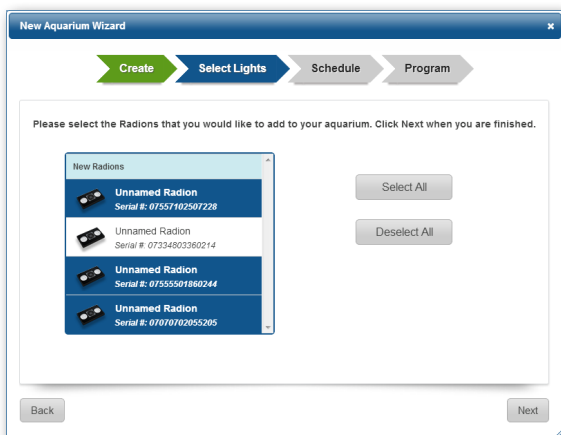 New Aquarium Wizard
Create
Select Lights
Schedule
Program
Please select the Radions that you would like to add to your aquarium. Click Next when you are finished.
New Radions
Unnamed Radion
Serial #: 07557102507228
Unnamed Radion
Serial #: 07334803360214
Unnamed Radion
Serial #: 07555501860244
Unnamed Radion
Serial #: 07070702055205
Select All
Deselect All
Back
Next